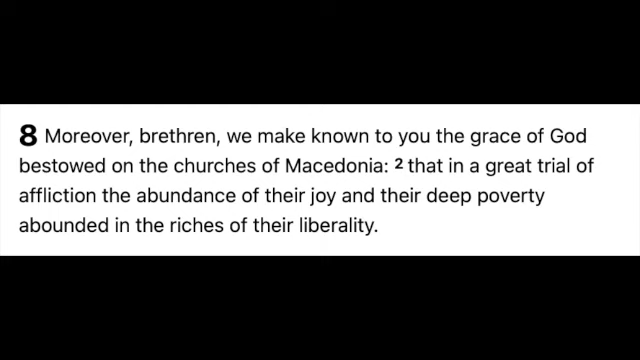 8 Moreover, brethren, we make known to you the grace of God
bestowed on the churches of Macedonia: 2 that in a great trial of
affliction the abundance of their joy and their deep poverty
abounded in the riches of their liberality.